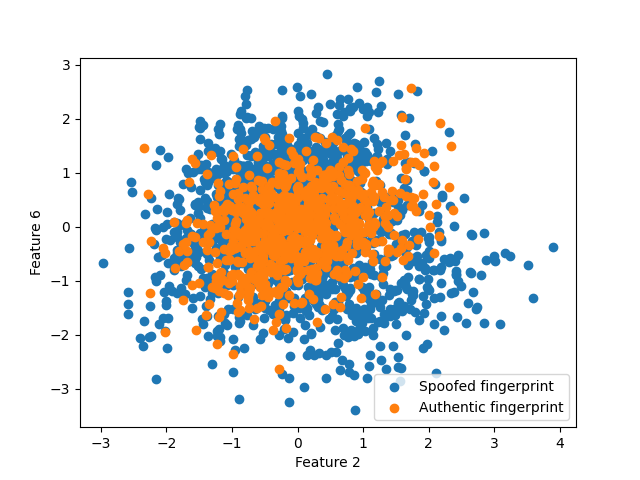 3
2
1
0
−1
−2
−3
Feature 6
−3 −2 −1 0 1 2 3 4
Feature 2
Spoofed fingerprint
Authentic fingerprint